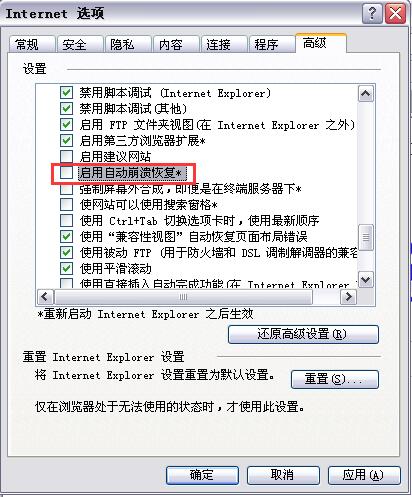 Internet 选项
常规 安全 隐私 内容 连接 程序 高级
设置
禁用脚本调试 (Internet Explorer)
禁用脚本调试(其他)
启用 FTP 文件夹视图(在 Internet Explorer 之外)
启用第三方浏览器扩展*
启用建议网站
启用自动崩溃恢复*
强制屏幕外合成,即便是在终端服务器下*
使网站可以使用搜索窗格*
使用 Ctrl+Tab 切换选项卡时,使用最新顺序
使用“兼容性视图”自动恢复页面布局错误
使用被动 FTP (用于防火墙和 DSL 调制解调器的兼容
使用平滑滚动
使用直接插入自动完成功能(在 Internet Explorer
*重新启动 Internet Explorer 之后生效
还原高级设置(R)
重置 Internet Explorer 设置
将 Internet Explorer 设置重置为默认设置。
重置(S)...
仅在浏览器处于无法使用的状态时,才使用此设置。
确定 取消 应用(A)